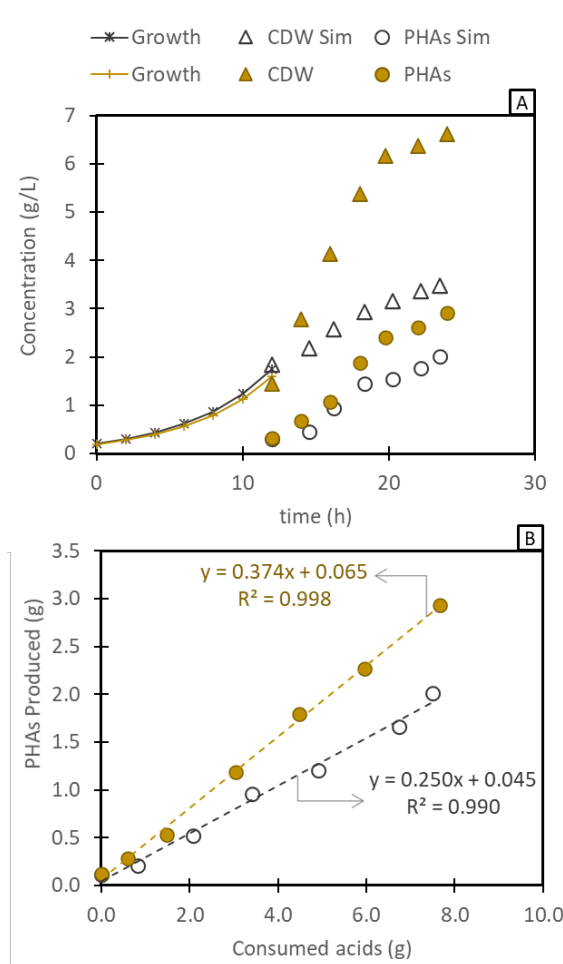 Growth CDW Sim PHAs Sim
Growth CDW PHAs
A
7
6
5
4
3
2
1
0
Concentration (g/L)
0 10 20 30
time (h)
B
3.5
3.0
2.5
2.0
1.5
1.0
0.5
0.0
PHAs Produced (g)
y = 0.374x + 0.065
R² = 0.998
y = 0.250x + 0.045
R² = 0.990
0.0 2.0 4.0 6.0 8.0 10.0
Consumed acids (g)